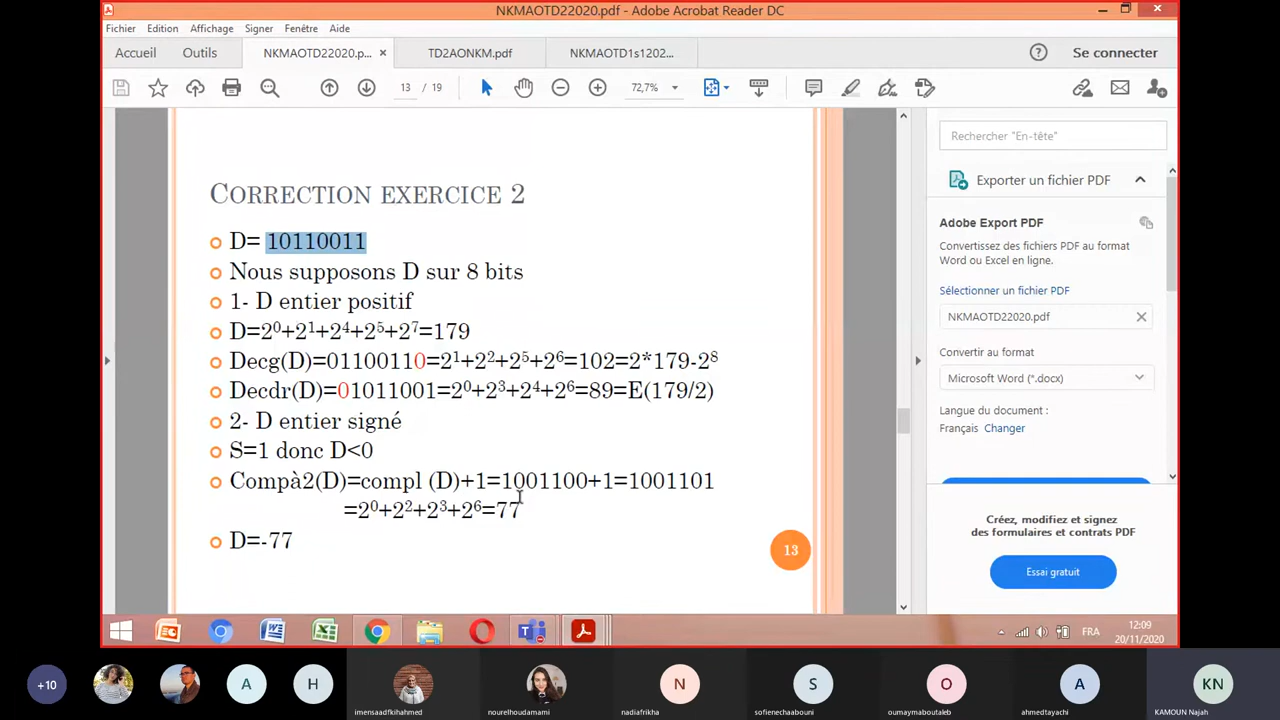 NKMAOTD22020.pdf - Adobe Acrobat Reader DC
Fichier Edition Affichage Signer Fenêtre Aide
Accueil Outils NKMAOTD22020.p... × TD2AONKM.pdf NKMAOTD1s1202... Se connecter
13 / 19 72,7%
Rechercher "En-tête"
Exporter un fichier PDF
Adobe Export PDF
Convertissez des fichiers PDF au format
Word ou Excel en ligne.
Sélectionner un fichier PDF
NKMAOTD22020.pdf
Convertir au format
Microsoft Word (*.docx)
Langue du document :
Français Changer
Créez, modifiez et signez
des formulaires et contrats PDF
Essai gratuit
CORRECTION EXERCICE 2
D= 10110011
Nous supposons D sur 8 bits
1- D entier positif
D=2⁰+2¹+2⁴+2⁵+2⁷=179
Decg(D)=01100110=2¹+2²+2⁵+2⁶=102=2*179-2⁸
Decdr(D)=01011001=2⁰+2³+2⁴+2⁶=89=E(179/2)
2- D entier signé
S=1 donc D<0
Compà2(D)=compl (D)+1=1001100+1=1001101
=2⁰+2²+2³+2⁶=77
D=-77
13
FRA
12:09
20/11/2020
+10 A H N S O A KN
imensaadfkihahmed nourelhoudamami nadiafrikha sofienechaabouni oumaymaboutaleb ahmedtayachi KAMOUN Najah